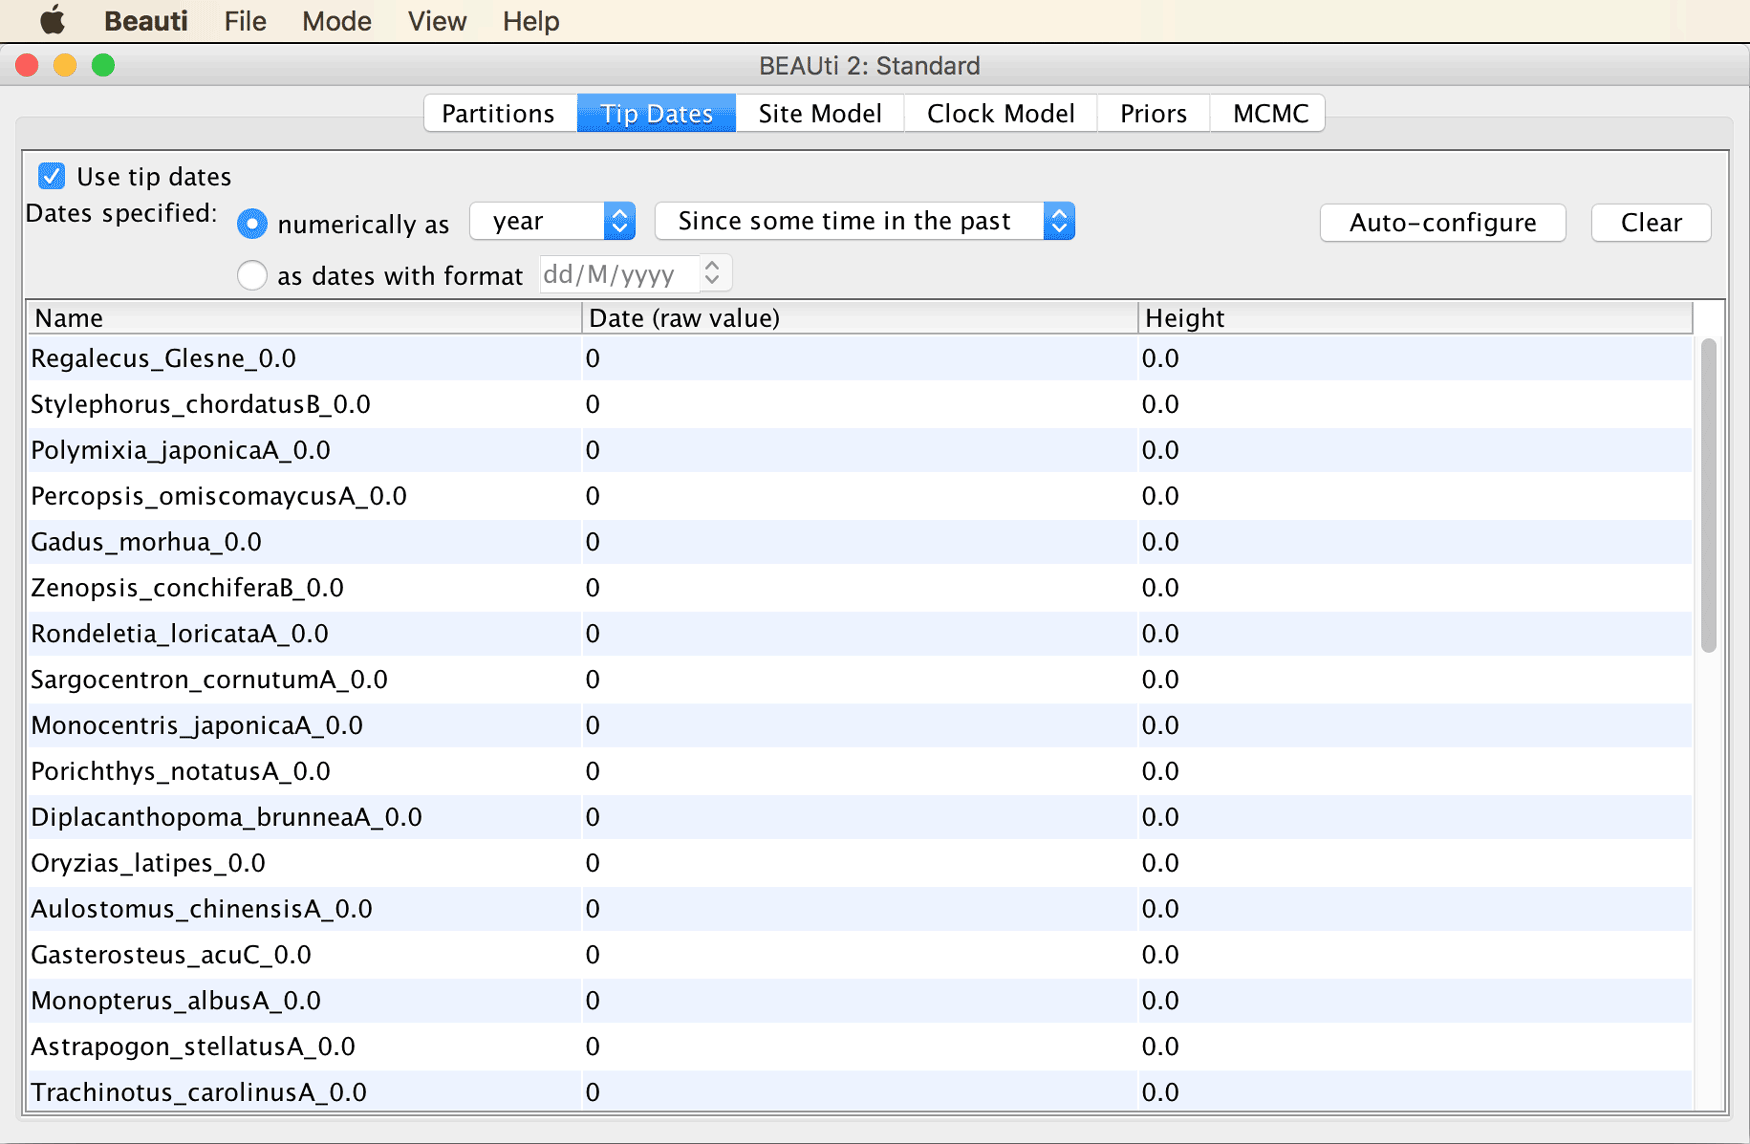 Beauti File Mode View Help
BEAUti 2: Standard
Partitions Tip Dates Site Model Clock Model Priors MCMC
Use tip dates
Dates specified: numerically as year Since some time in the past Auto-configure Clear
as dates with format dd/M/yyyy
Name Date (raw value) Height
Regalecus_Glesne_0.0 0 0.0
Stylephorus_chordatusB_0.0 0 0.0
Polymixia_japonicaA_0.0 0 0.0
Percopsis_omiscomaycusA_0.0 0 0.0
Gadus_morhua_0.0 0 0.0
Zenopsis_conchiferaB_0.0 0 0.0
Rondeletia_loricataA_0.0 0 0.0
Sargocentron_cornutumA_0.0 0 0.0
Monocentris_japonicaA_0.0 0 0.0
Porichthys_notatusA_0.0 0 0.0
Diplacanthopoma_brunneaA_0.0 0 0.0
Oryzias_latipes_0.0 0 0.0
Aulostomus_chinensisA_0.0 0 0.0
Gasterosteus_acuC_0.0 0 0.0
Monopterus_albusA_0.0 0 0.0
Astrapogon_stellatusA_0.0 0 0.0
Trachinotus_carolinusA_0.0 0 0.0